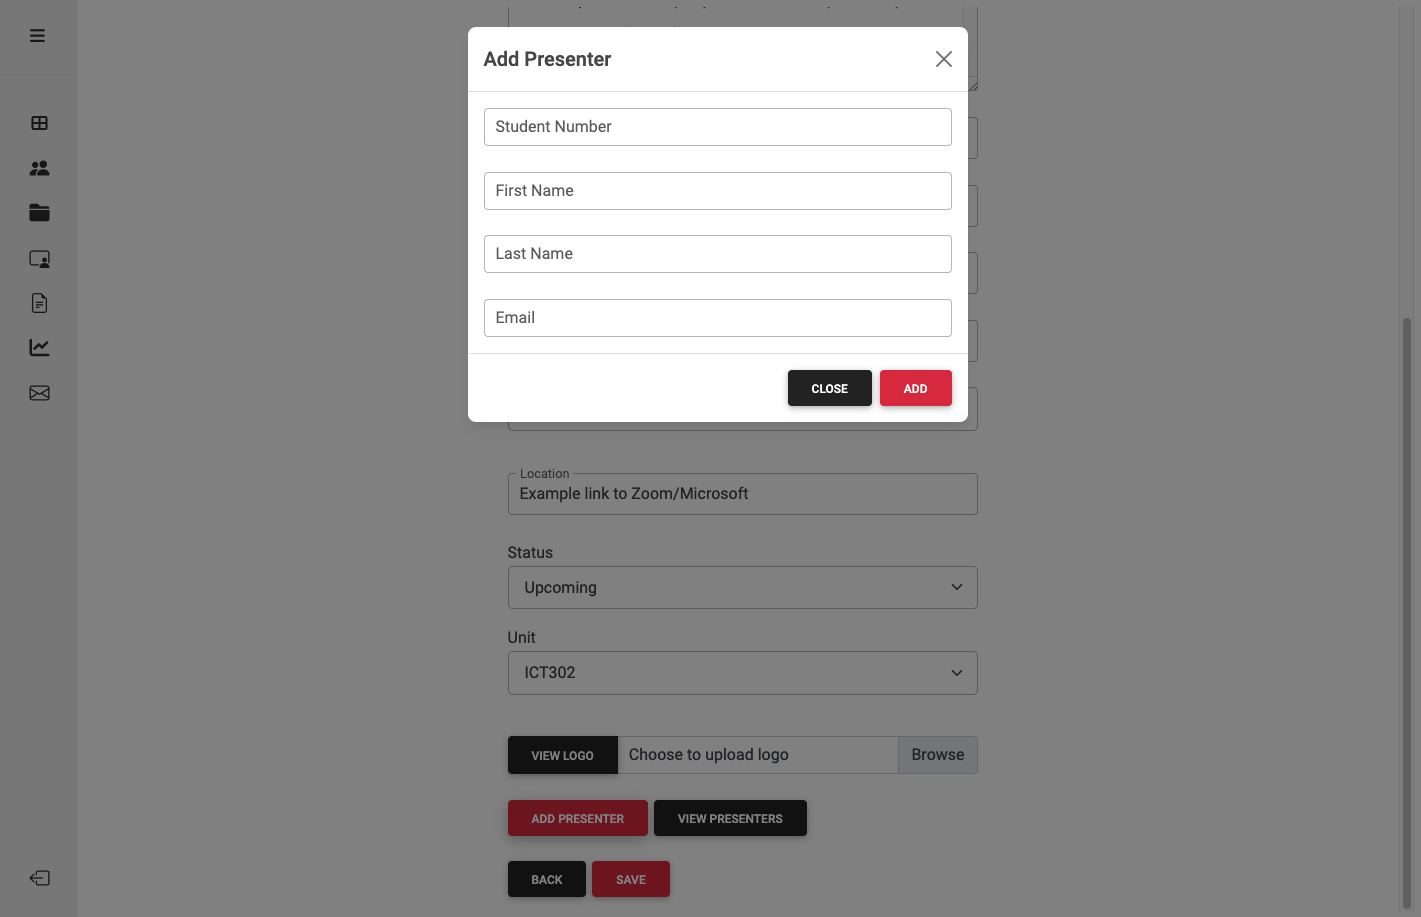 Add Presenter
Student Number
First Name
Last Name
Email
CLOSE
ADD
Location
Example link to Zoom/Microsoft
Status
Upcoming
Unit
ICT302
VIEW LOGO
Choose to upload logo
Browse
ADD PRESENTER
VIEW PRESENTERS
BACK
SAVE